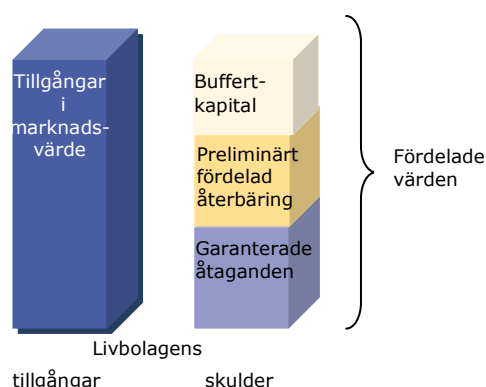 Tillgångar
i
marknads-
värde
Buffert-
kapital
Preliminärt
fördelad
återbäring
Garanterade
åtaganden
Fördelade
värden
Livbolagens
tillgångar skulder